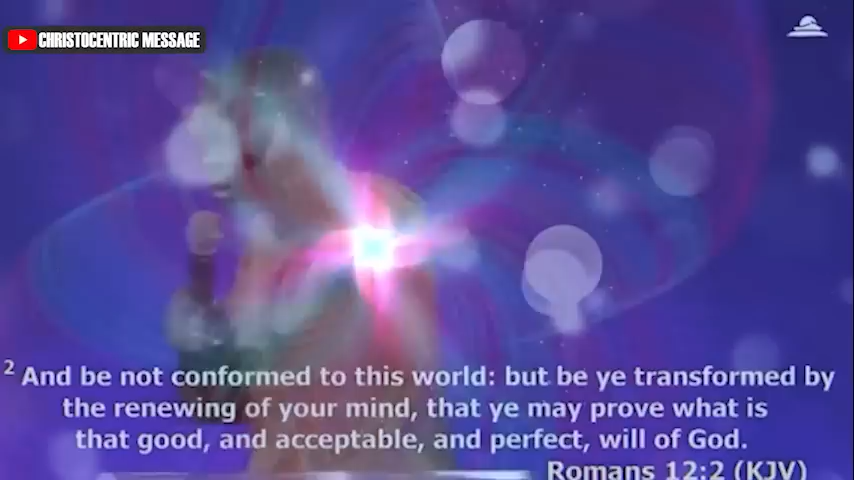 CHRISTOCENTRIC MESSAGE
2 And be not conformed to this world: but be ye transformed by
the renewing of your mind, that ye may prove what is
that good, and acceptable, and perfect, will of God.
Romans 12:2 (KJV)